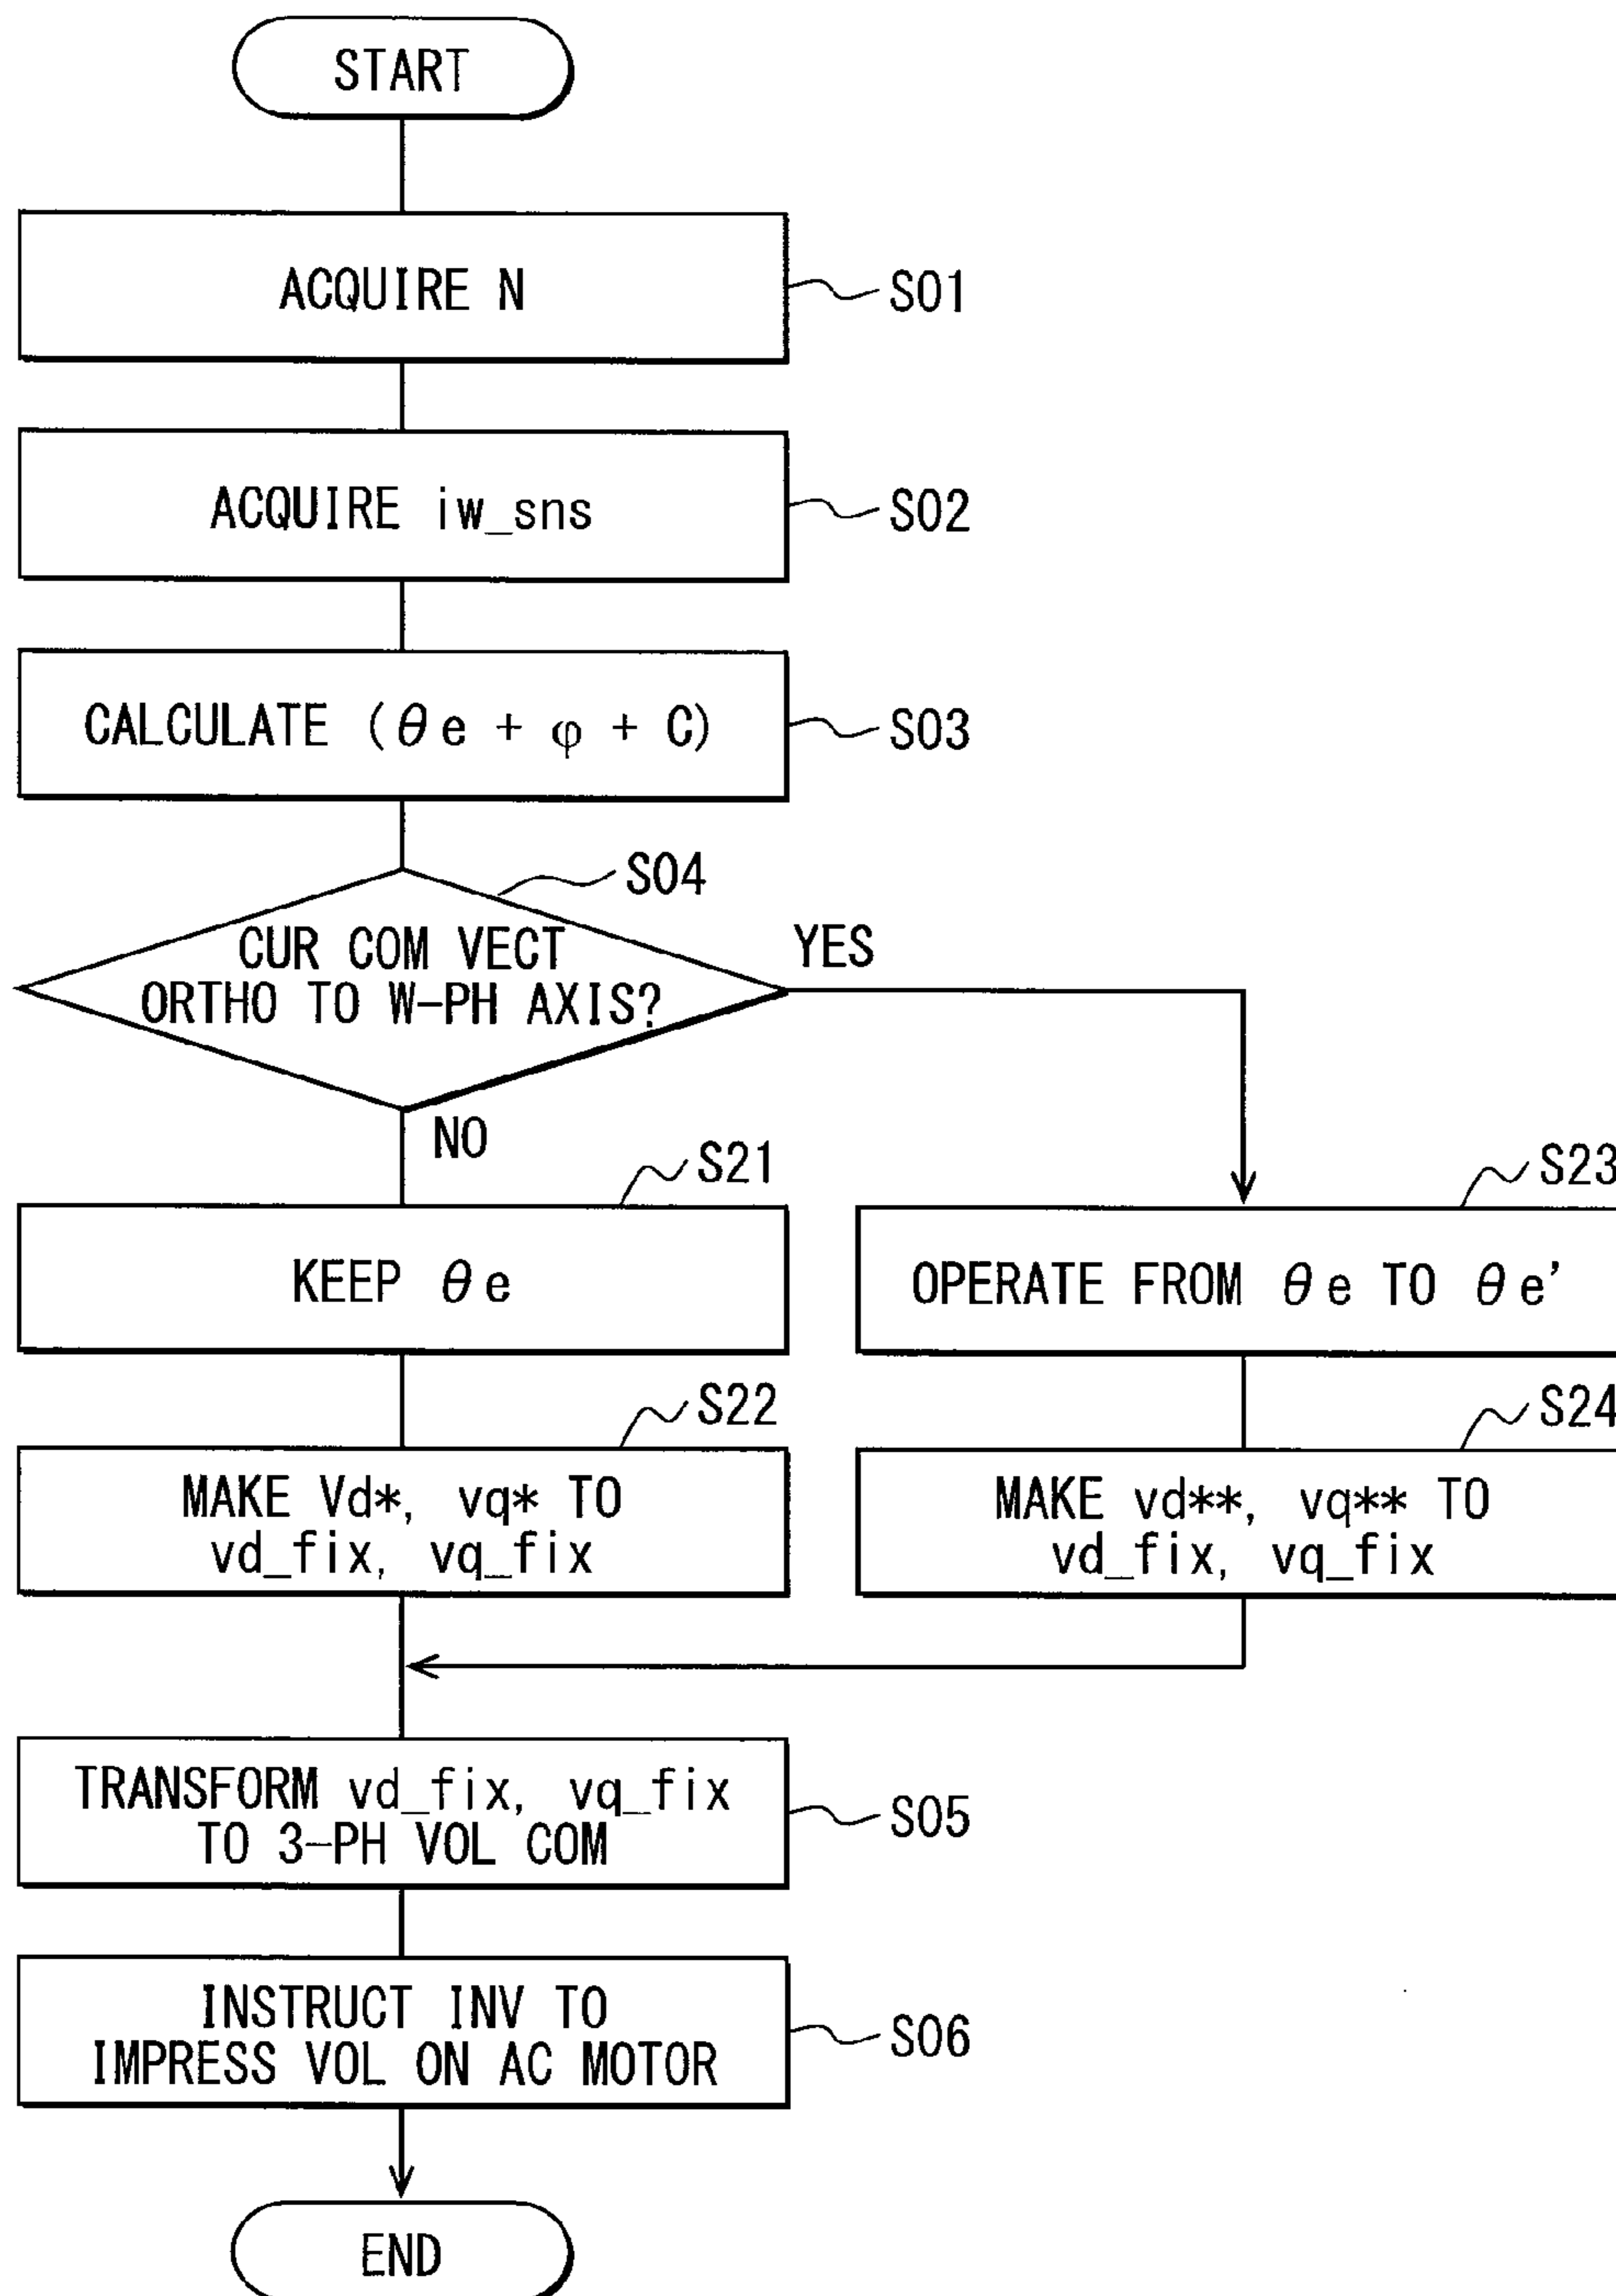 START
ACQUIRE N
S01
ACQUIRE iw_sns
S02
CALCULATE (θe + φ + C)
S03
S04
CUR COM VECT
ORTHO TO W-PH AXIS?
YES
NO
S21
KEEP θe
S23
OPERATE FROM θe TO θe'
S22
MAKE Vd*, vq* TO
vd_fix, vq_fix
S24
MAKE vd**, vq** TO
vd_fix, vq_fix
TRANSFORM vd_fix, vq_fix
TO 3-PH VOL COM
S05
INSTRUCT INV TO
IMPRESS VOL ON AC MOTOR
S06
END